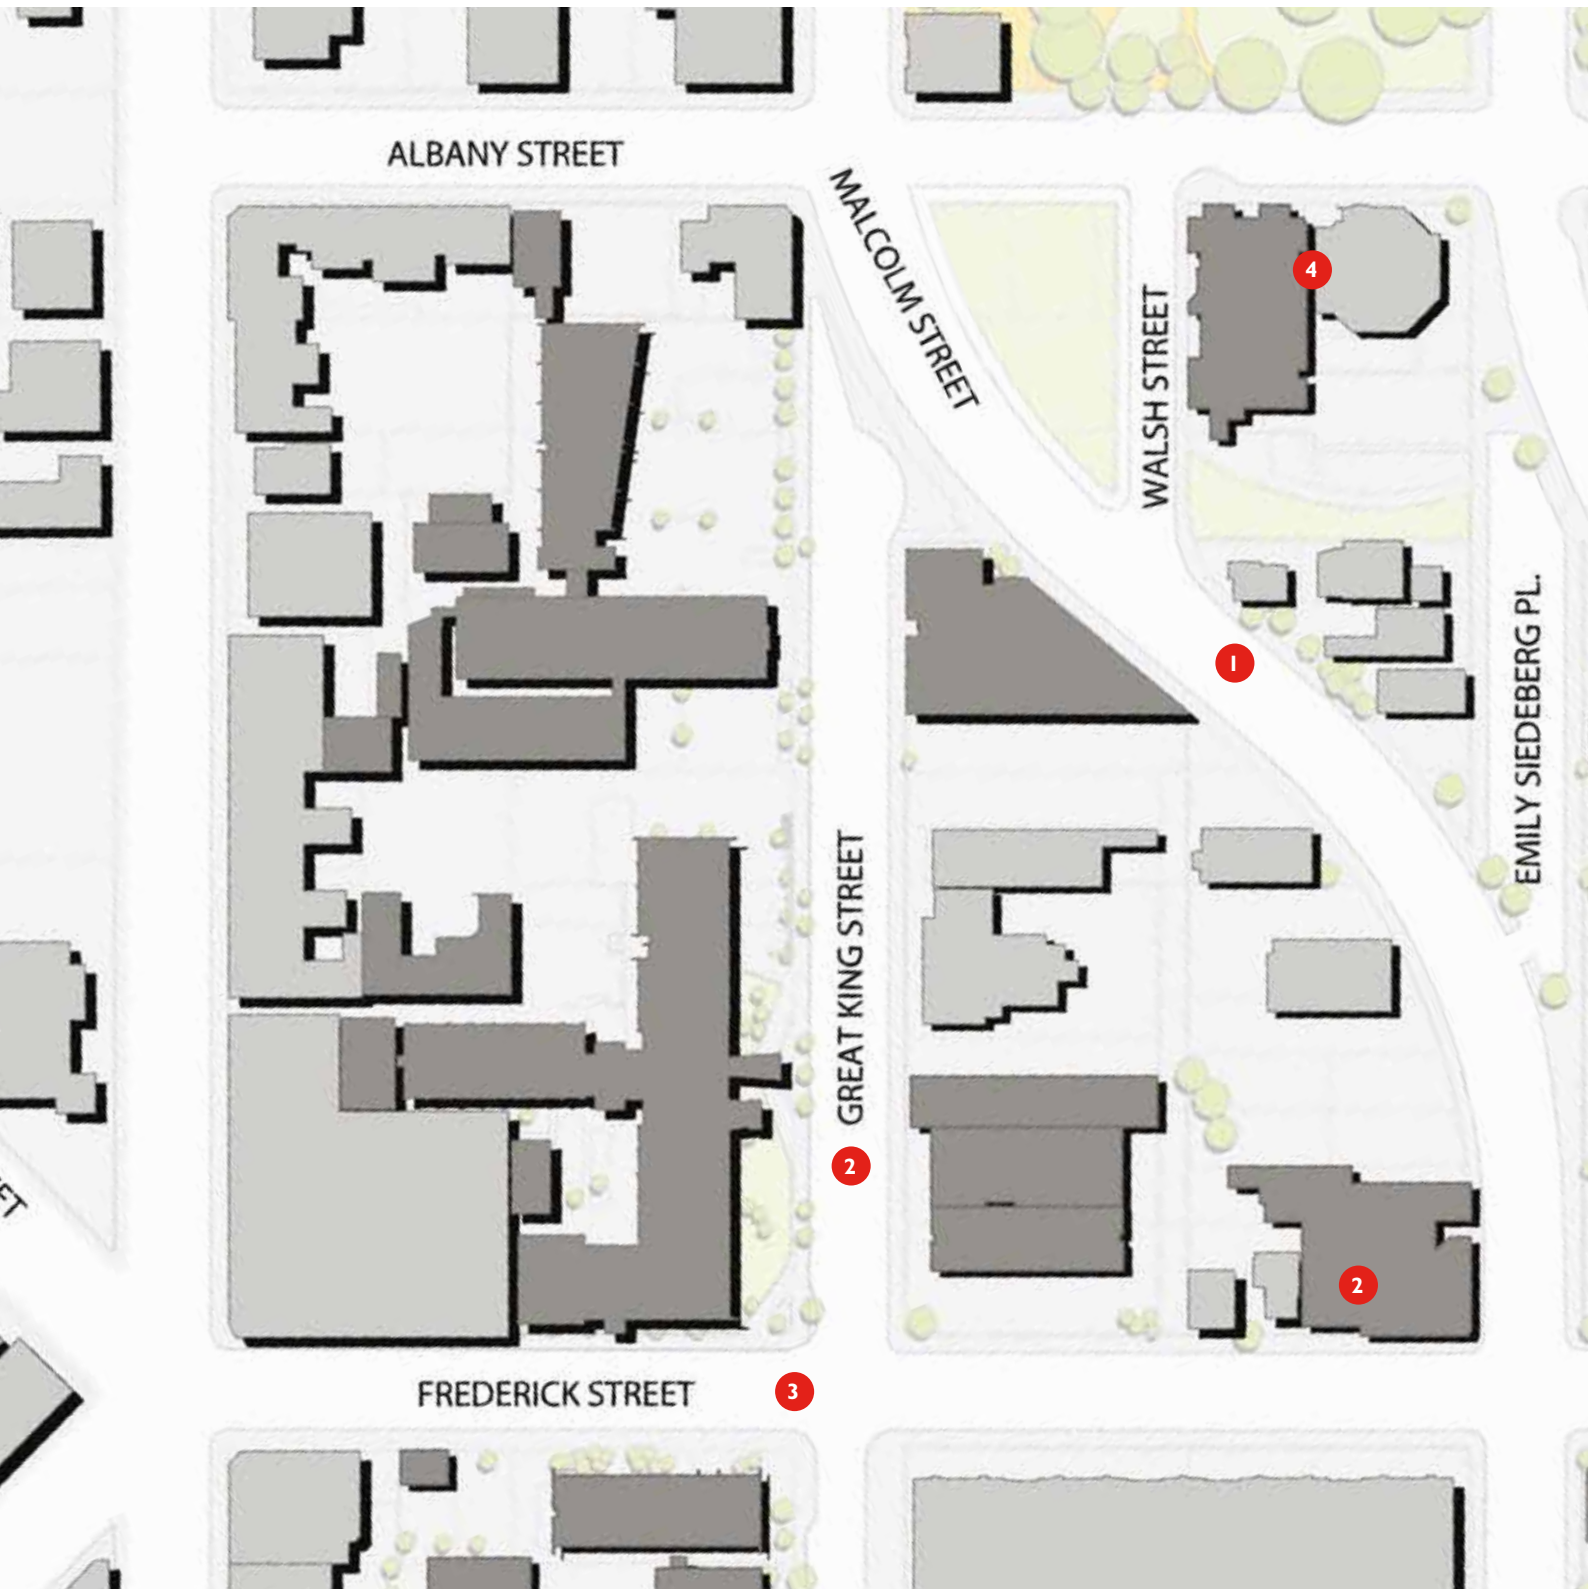 ALBANY STREET
MALCOLM STREET
4
WALSH STREET
1
EMILY SIEDEBERG PL.
GREAT KING STREET
2
2
FREDERICK STREET
3